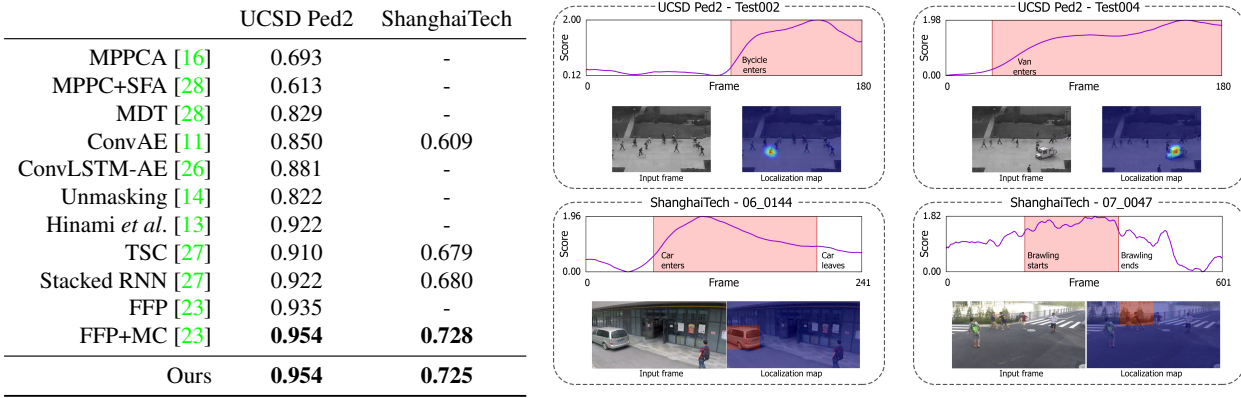 UCSD Ped2 ShanghaiTech
MPPCA [16] 0.693 -
MPPC+SFA [28] 0.613 -
MDT [28] 0.829 -
ConvAE [11] 0.850 0.609
ConvLSTM-AE [26] 0.881 -
Unmasking [14] 0.822 -
Hinami et al. [13] 0.922 -
TSC [27] 0.910 0.679
Stacked RNN [27] 0.922 0.680
FFP [23] 0.935 -
FFP+MC [23] 0.954 0.728
Ours 0.954 0.725
UCSD Ped2 - Test002
2.00
Score
0.12
Bycicle
enters
0 Frame 180
Input frame Localization map
UCSD Ped2 - Test004
1.98
Score
0.00
Van
enters
0 Frame 180
Input frame Localization map
ShanghaiTech - 06_0144
1.96
Score
0.00
Car
enters
Car
leaves
0 Frame 241
Input frame Localization map
ShanghaiTech - 07_0047
1.82
Score
0.00
Brawling
starts
Brawling
ends
0 Frame 601
Input frame Localization map